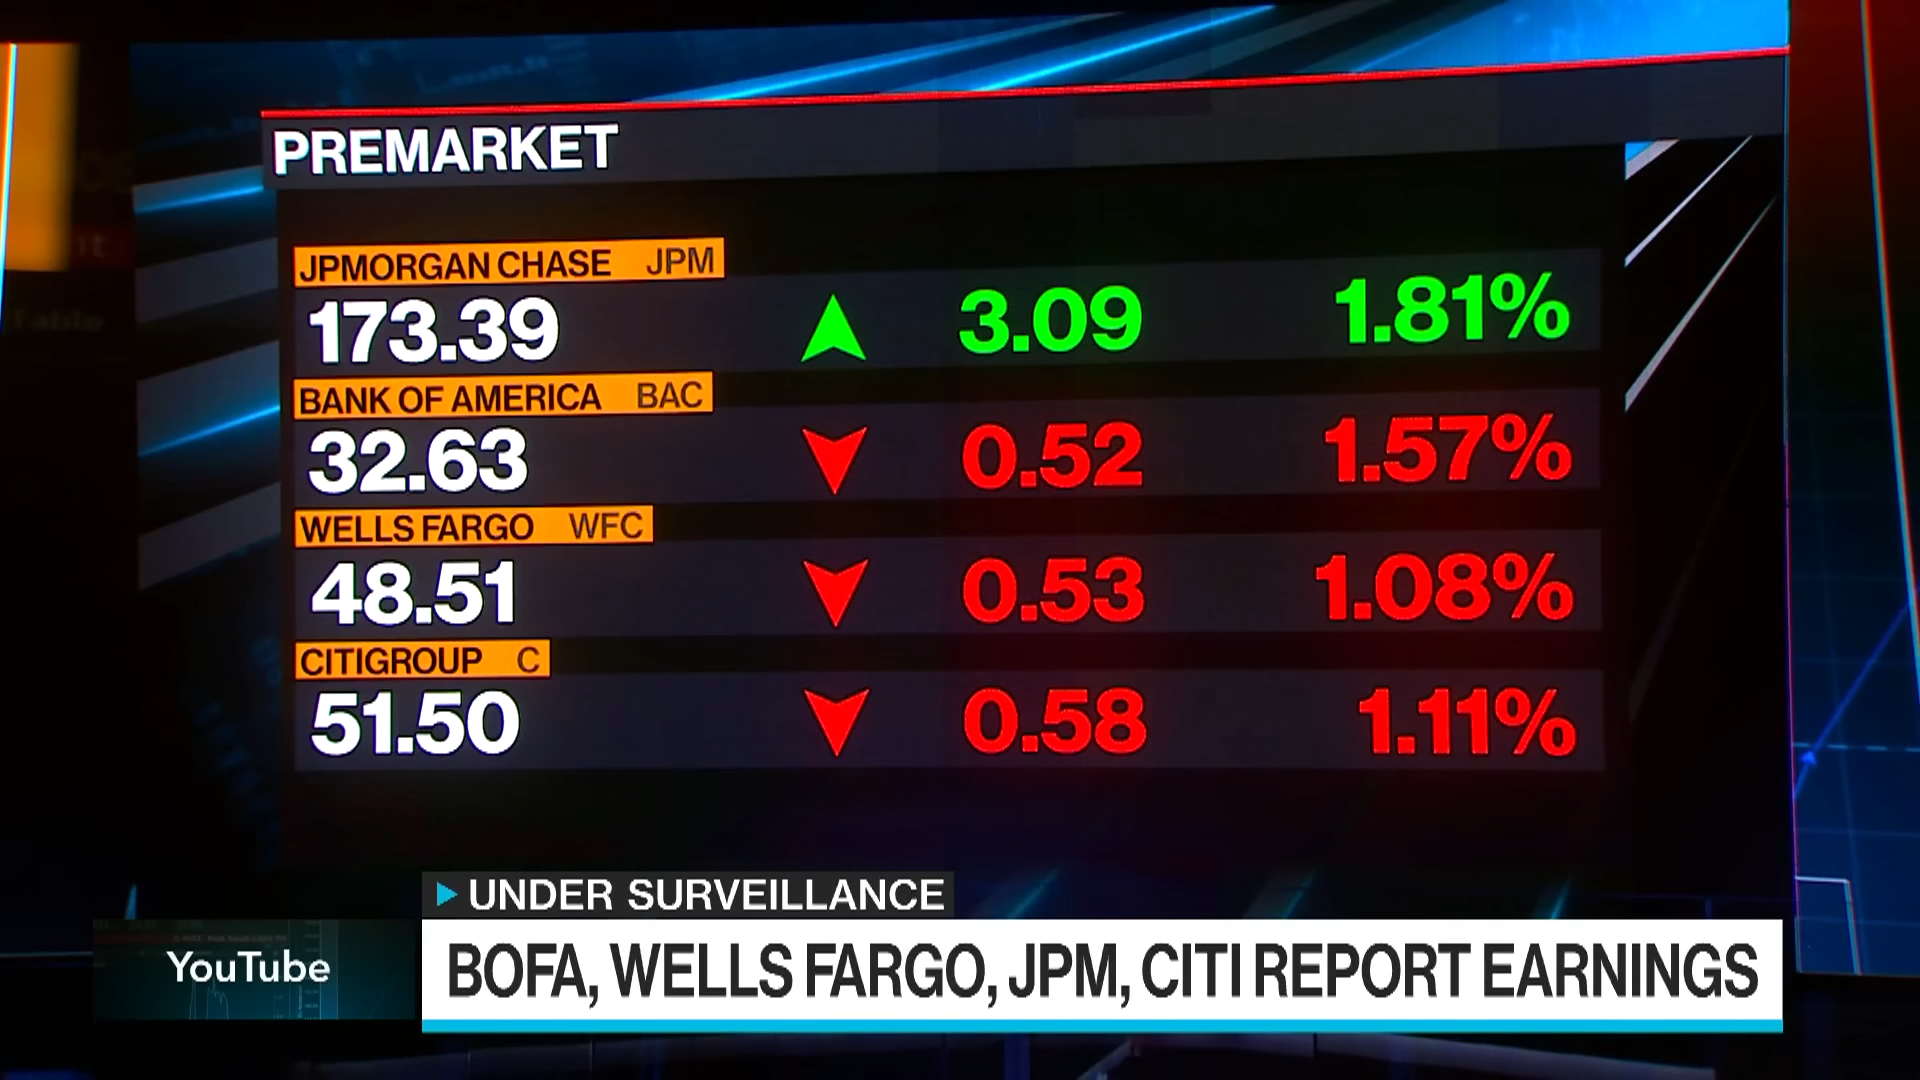 PREMARKET
JPMORGAN CHASE JPM
173.39 3.09 1.81%
BANK OF AMERICA BAC
32.63 0.52 1.57%
WELLS FARGO WFC
48.51 0.53 1.08%
CITIGROUP C
51.50 0.58 1.11%
UNDER SURVEILLANCE
YouTube
BOFA, WELLS FARGO, JPM, CITI REPORT EARNINGS